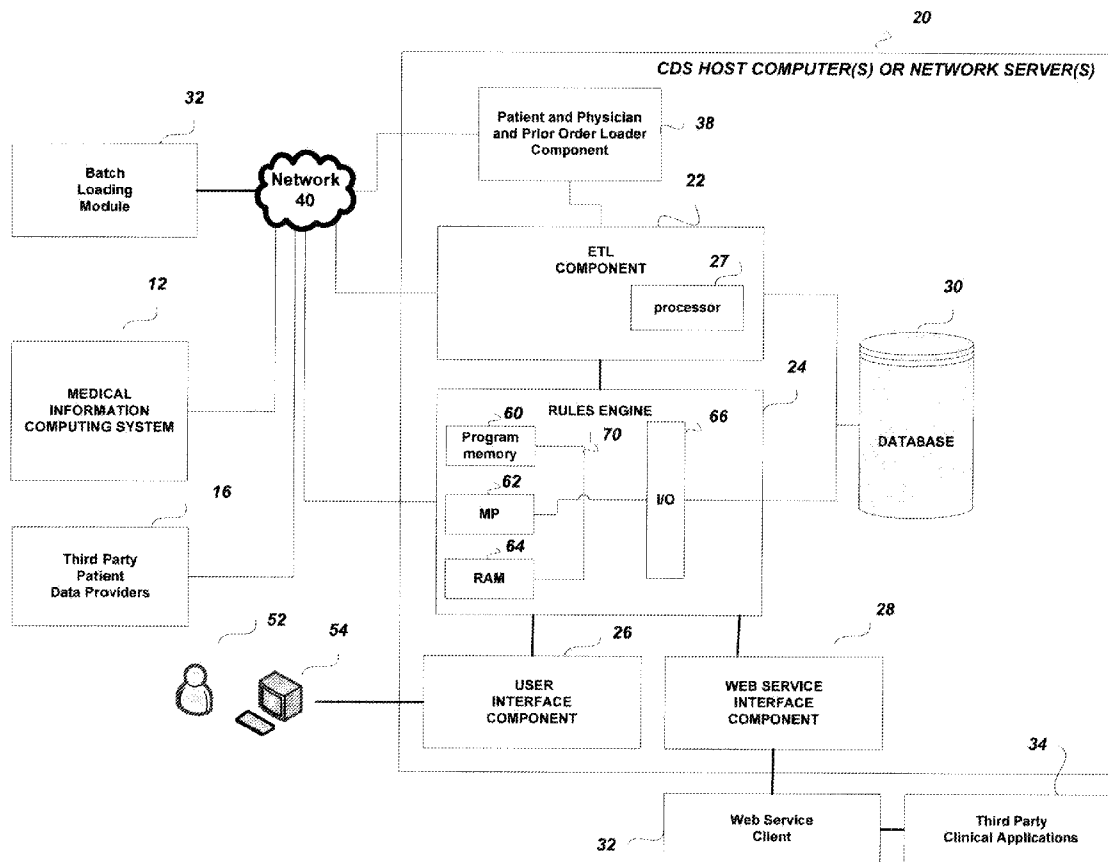 20
CDS HOST COMPUTER(S) OR NETWORK SERVER(S)
32
Batch
Loading
Module
Network
40
Patient and Physician
and Prior Order Loader
Component
38
22
ETL
COMPONENT
27
processor
12
MEDICAL
INFORMATION
COMPUTING SYSTEM
30
DATABASE
24
RULES ENGINE
60
Program
memory
70
66
I/O
62
MP
64
RAM
16
Third Party
Patient
Data Providers
52
54
26
USER
INTERFACE
COMPONENT
28
WEB SERVICE
INTERFACE
COMPONENT
34
32
Web Service
Client
Third Party
Clinical Applications